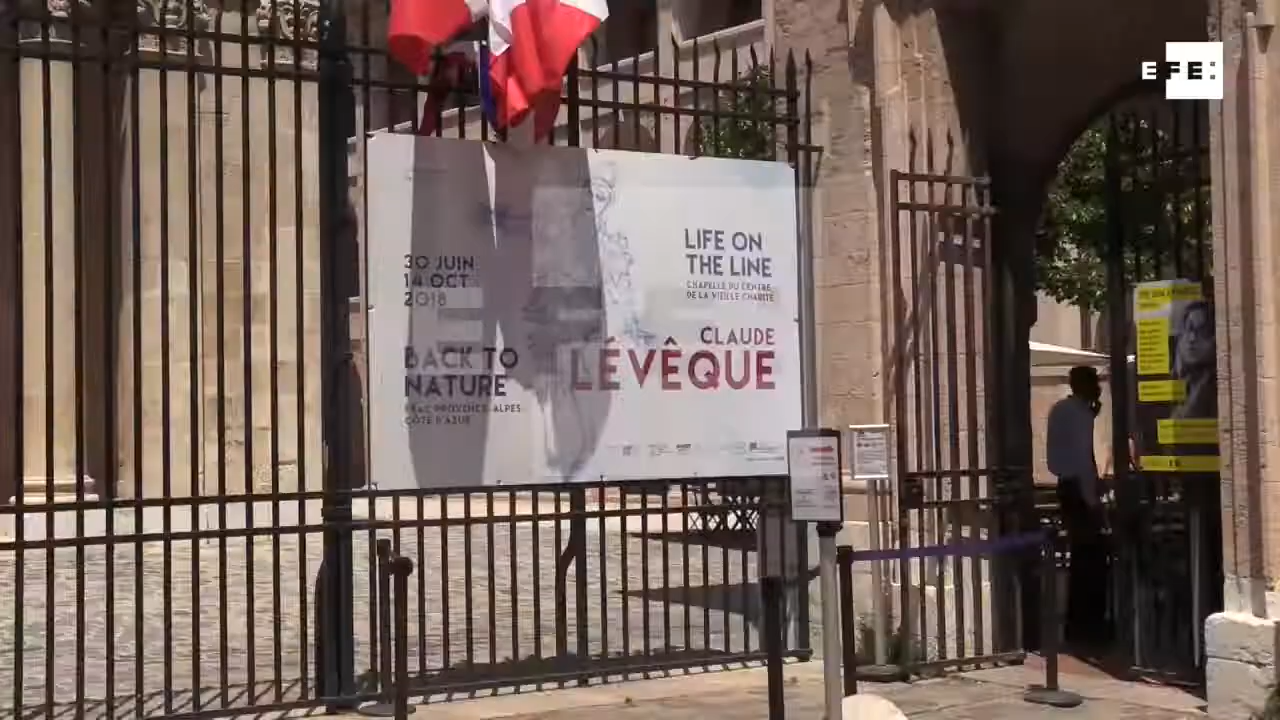 EFE:
30 JUIN
14 OCT
2018
BACK TO
NATURE
FRAC PROVENCE-ALPES
CÔTE D'AZUR
LIFE ON
THE LINE
CHAPELLE DU CENTRE
DE LA VIEILLE CHARITÉ
CLAUDE
LÉVÊQUE